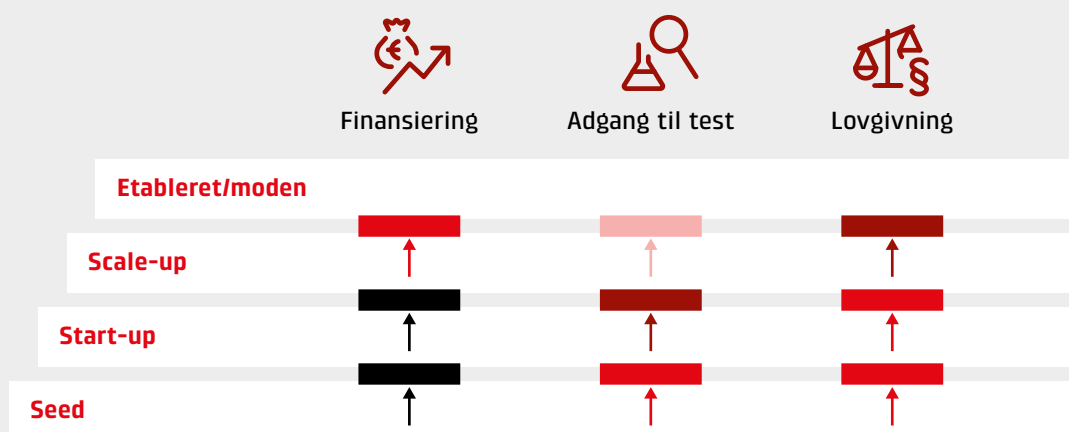 Finansiering
Adgang til test
Lovgivning
Etableret/moden
Scale-up
Start-up
Seed